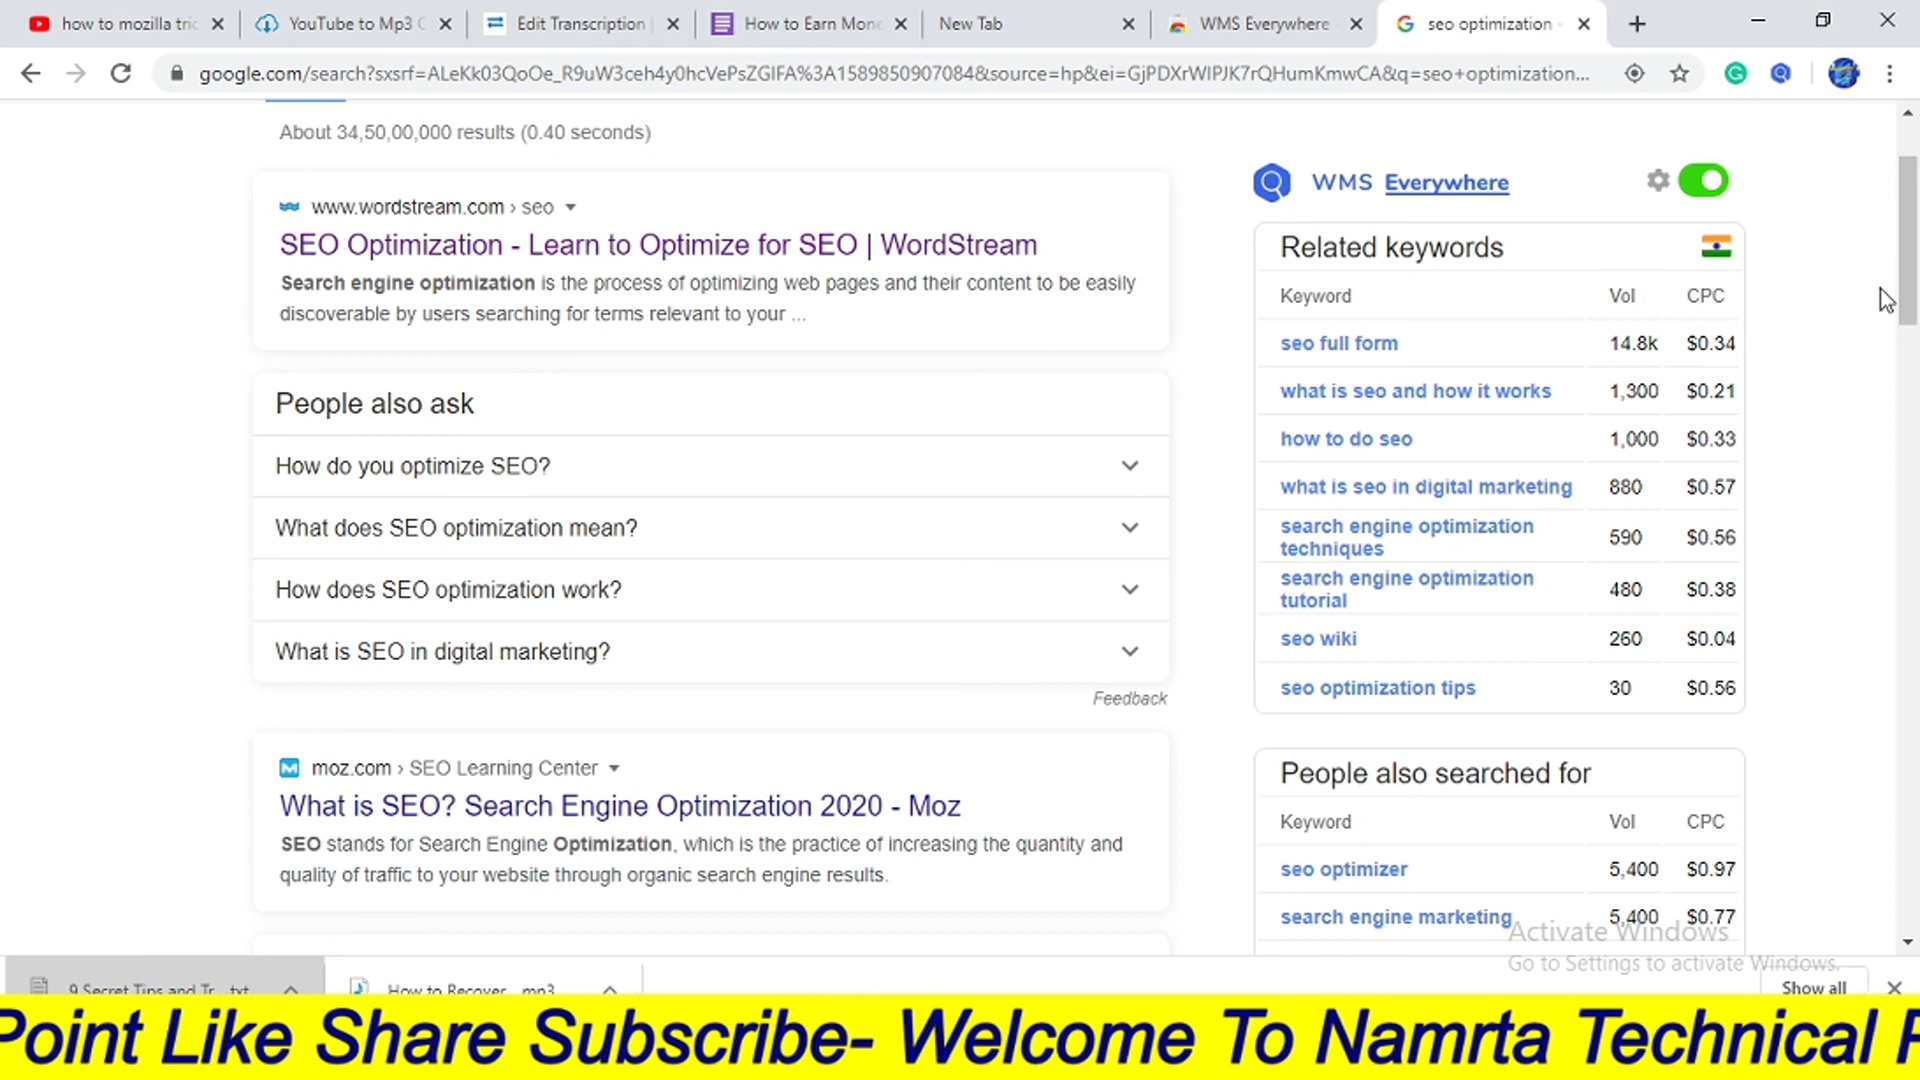 how to mozilla tric
YouTube to Mp3 C
Edit Transcription
How to Earn Mone
New Tab
WMS Everywhere
seo optimization -
google.com/search?sxsrf=ALeKk03QoOe_R9uW3ceh4y0hcVePsZGIFA%3A1589850907084&source=hp&ei=GjPDXrWIPJK7rQHumKmwCA&q=seo+optimization...
About 34,50,00,000 results (0.40 seconds)
www.wordstream.com › seo
SEO Optimization - Learn to Optimize for SEO | WordStream
Search engine optimization is the process of optimizing web pages and their content to be easily
discoverable by users searching for terms relevant to your ...
People also ask
How do you optimize SEO?
What does SEO optimization mean?
How does SEO optimization work?
What is SEO in digital marketing?
Feedback
moz.com › SEO Learning Center
What is SEO? Search Engine Optimization 2020 - Moz
SEO stands for Search Engine Optimization, which is the practice of increasing the quantity and
quality of traffic to your website through organic search engine results.
WMS Everywhere
Related keywords
Keyword Vol CPC
seo full form 14.8k $0.34
what is seo and how it works 1,300 $0.21
how to do seo 1,000 $0.33
what is seo in digital marketing 880 $0.57
search engine optimization
techniques 590 $0.56
search engine optimization
tutorial 480 $0.38
seo wiki 260 $0.04
seo optimization tips 30 $0.56
People also searched for
Keyword Vol CPC
seo optimizer 5,400 $0.97
search engine marketing 5,400 $0.77
Activate Windows
Go to Settings to activate Windows.
9 Secret Tips and Tr....txt
How to Recover ....mp3
Show all
Point Like Share Subscribe- Welcome To Namrta Technical P